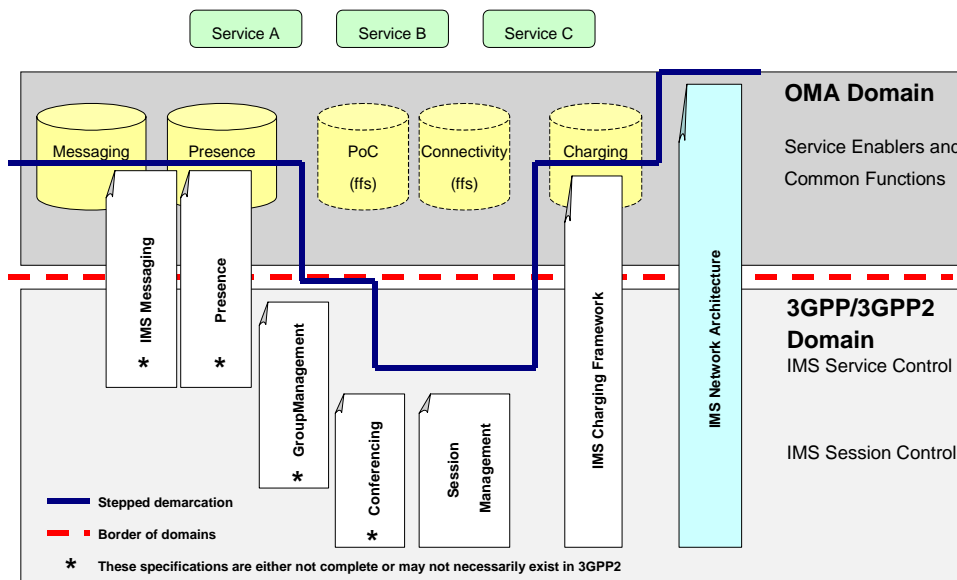 Service A
Service B
Service C
OMA Domain
Service Enablers and
Common Functions
Messaging
Presence
PoC
(ffs)
Connectivity
(ffs)
Charging
* IMS Messaging
* Presence
* GroupManagement
* Conferencing
Session
Management
IMS Charging Framework
IMS Network Architecture
3GPP/3GPP2
Domain
IMS Service Control
IMS Session Control
Stepped demarcation
Border of domains
* These specifications are either not complete or may not necessarily exist in 3GPP2